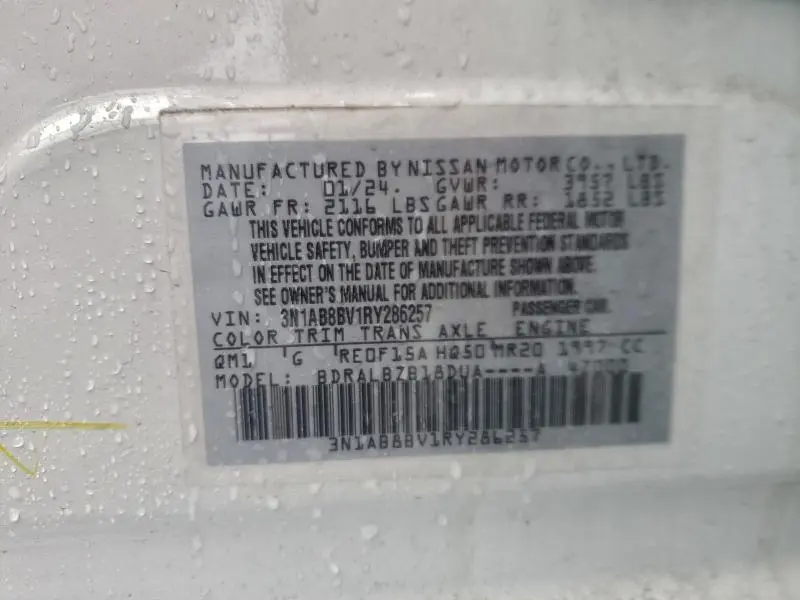 MANUFACTURED BY NISSAN MOTOR CO., LTD.
DATE: 01/24. GVWR: 3957 LBS
GAWR FR: 2116 LBS GAWR RR: 1852 LBS
THIS VEHICLE CONFORMS TO ALL APPLICABLE FEDERAL MOTOR
VEHICLE SAFETY, BUMPER AND THEFT PREVENTION STANDARDS
IN EFFECT ON THE DATE OF MANUFACTURE SHOWN ABOVE.
SEE OWNER'S MANUAL FOR ADDITIONAL INFORMATION.
VIN: 3N1AB8BV1RY286257 PASSENGER CAR.
COLOR TRIM TRANS AXLE ENGINE
QM1 G RE0F15A HQ50 MR20 1997 CC
MODEL: BDRALBZB18DUA----A
3N1AB8BV1RY286257